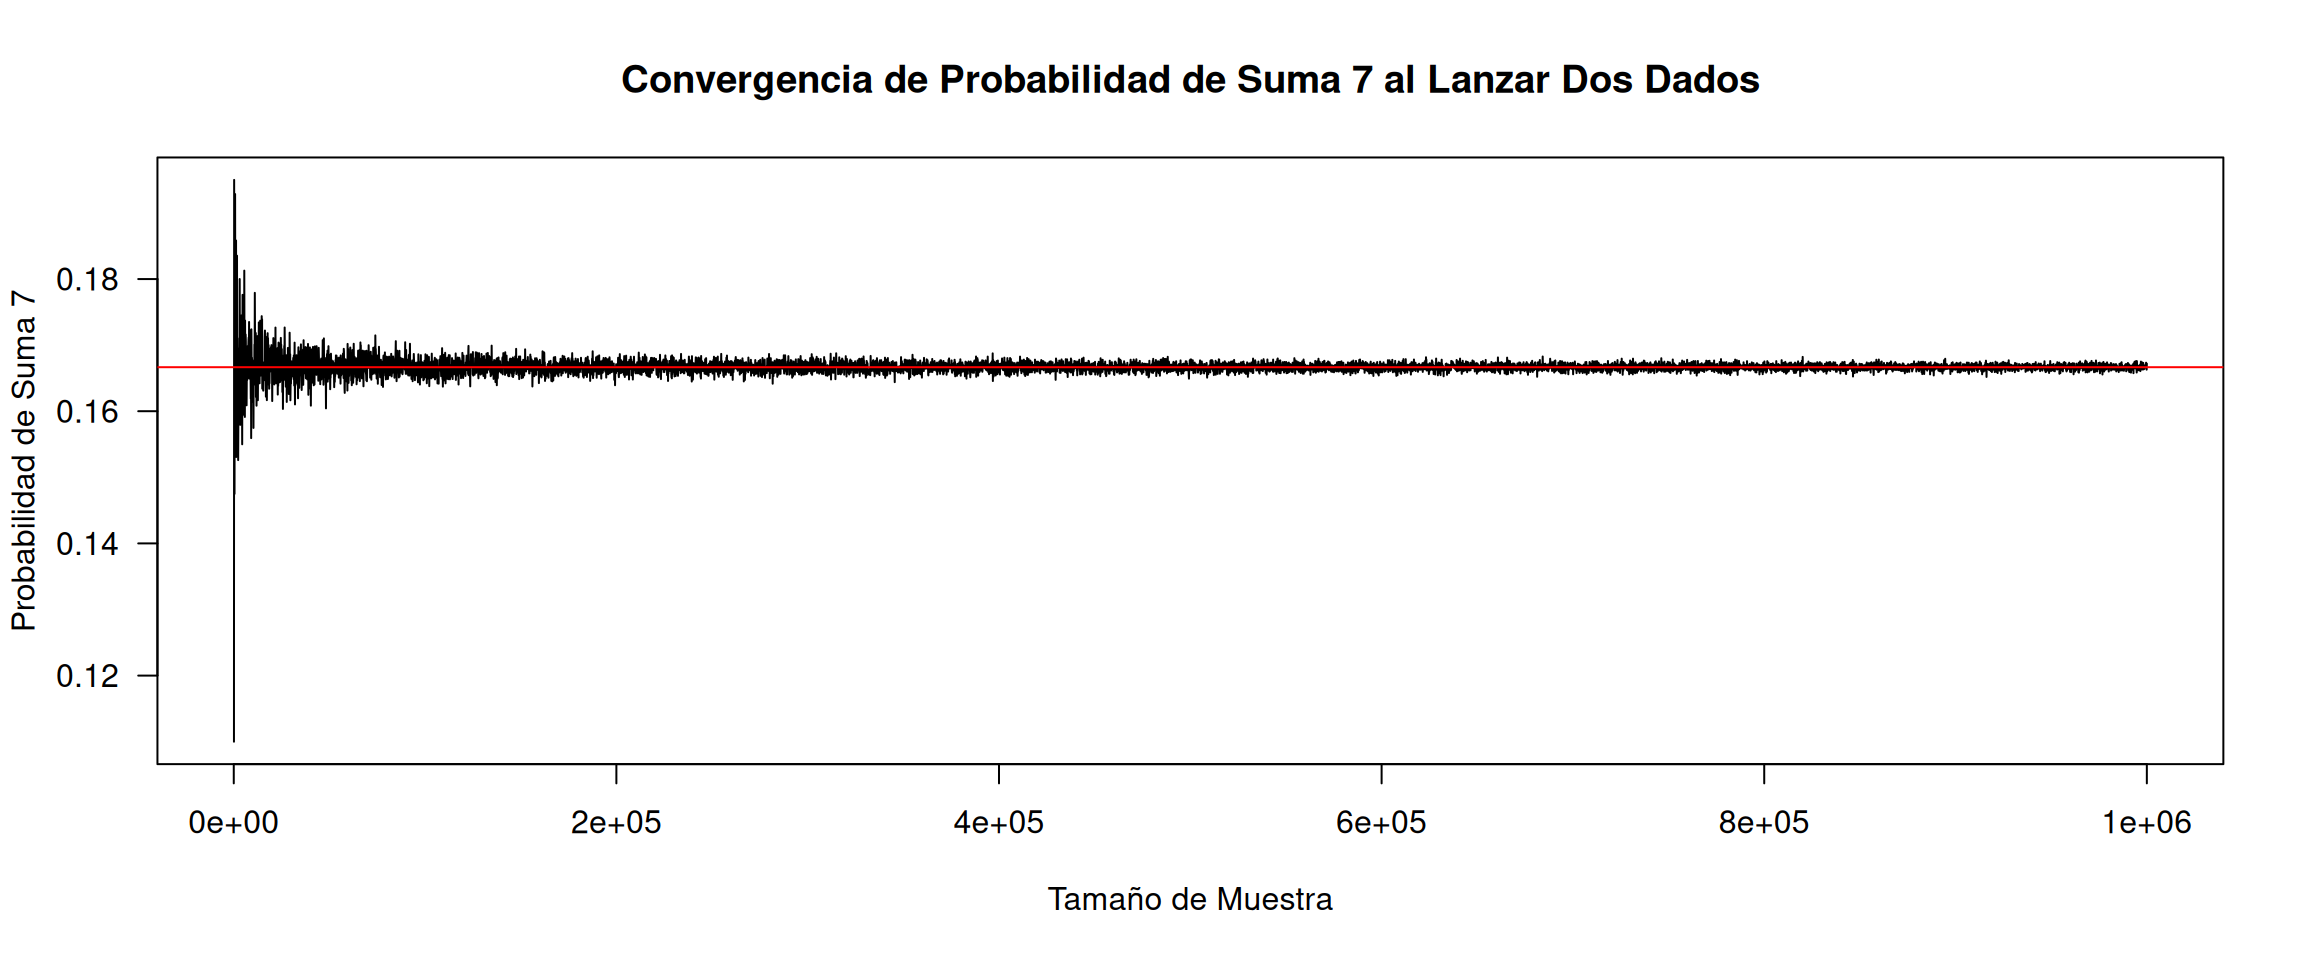 Convergencia de Probabilidad de Suma 7 al Lanzar Dos Dados
Probabilidad de Suma 7
0.18
0.16
0.14
0.12
0e+00 2e+05 4e+05 6e+05 8e+05 1e+06
Tamaño de Muestra